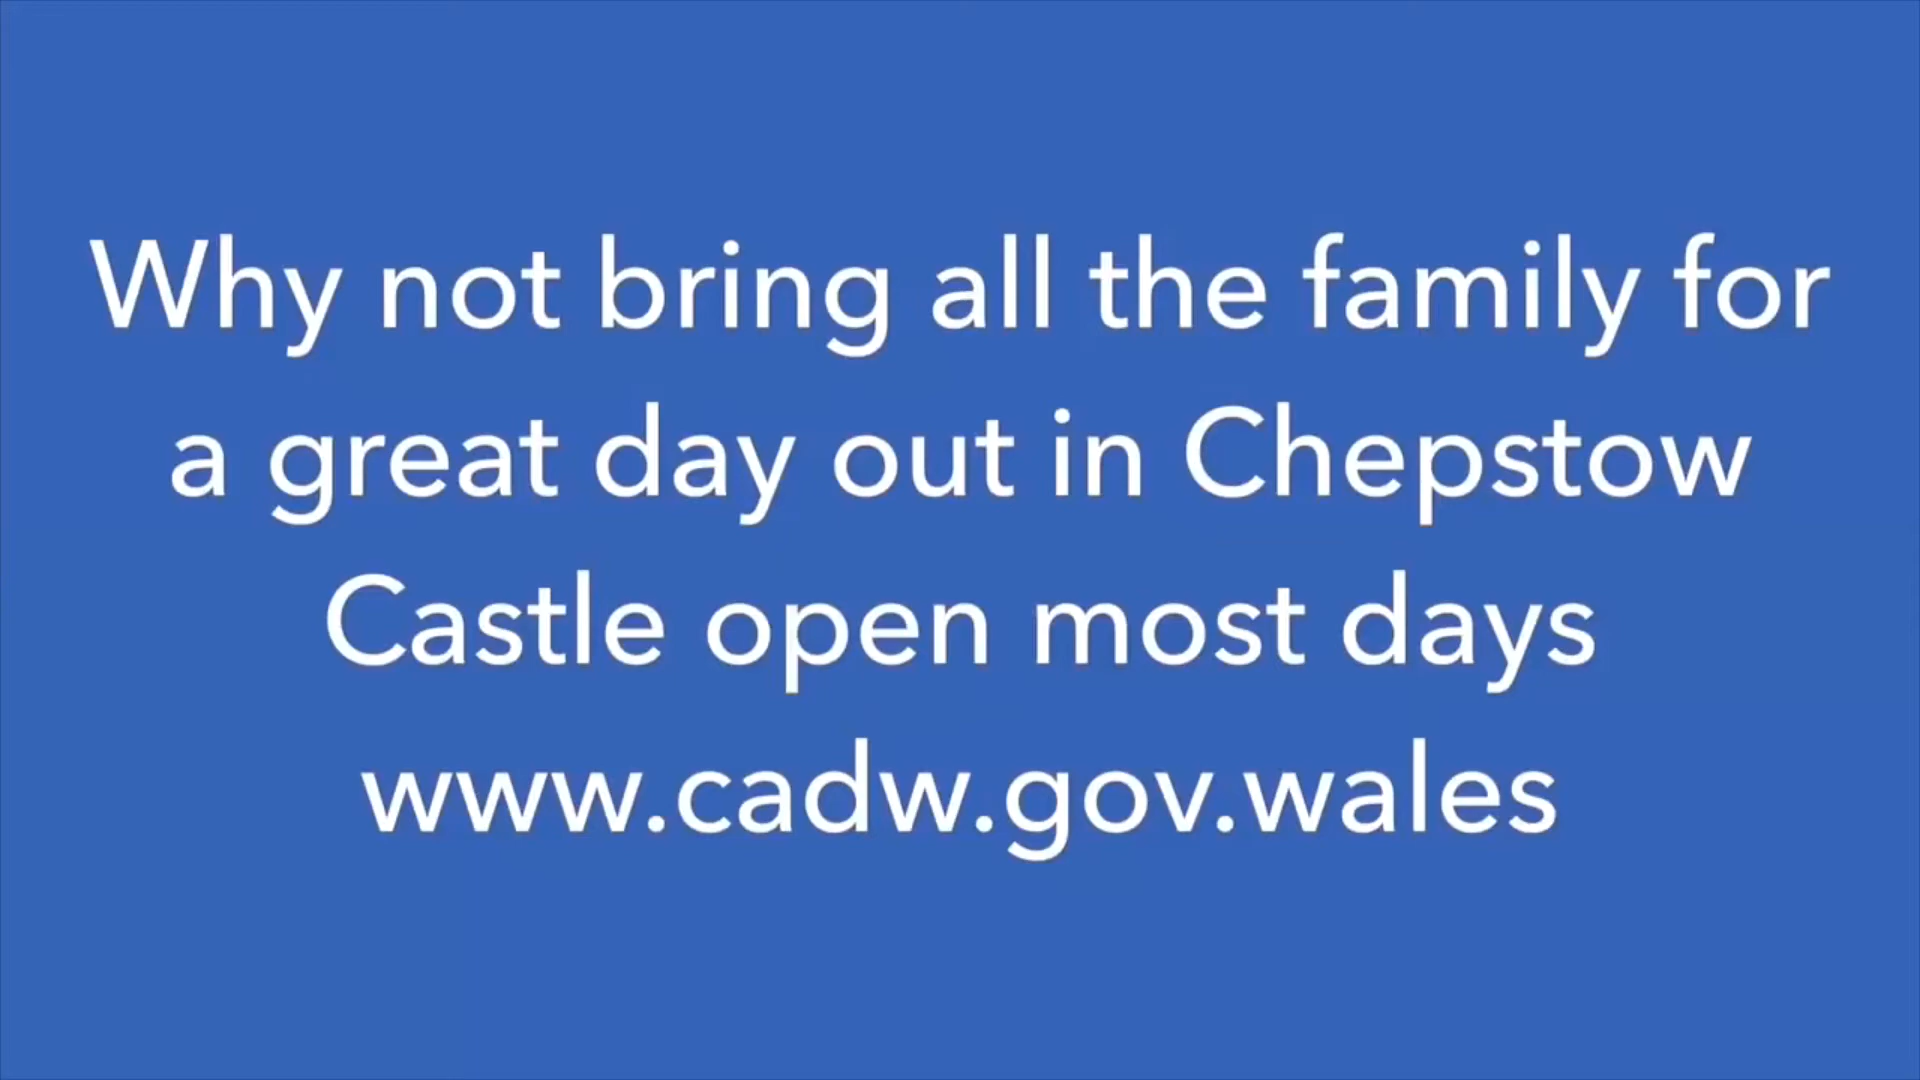 Why not bring all the family for
a great day out in Chepstow
Castle open most days
www.cadw.gov.wales